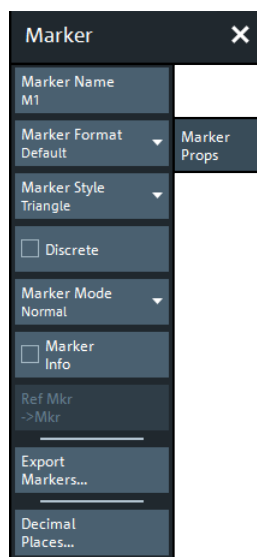 Marker
Marker Name
M1
Marker Format
Default
Marker
Props
Marker Style
Triangle
Discrete
Marker Mode
Normal
Marker
Info
Ref Mkr
->Mkr
Export
Markers...
Decimal
Places...